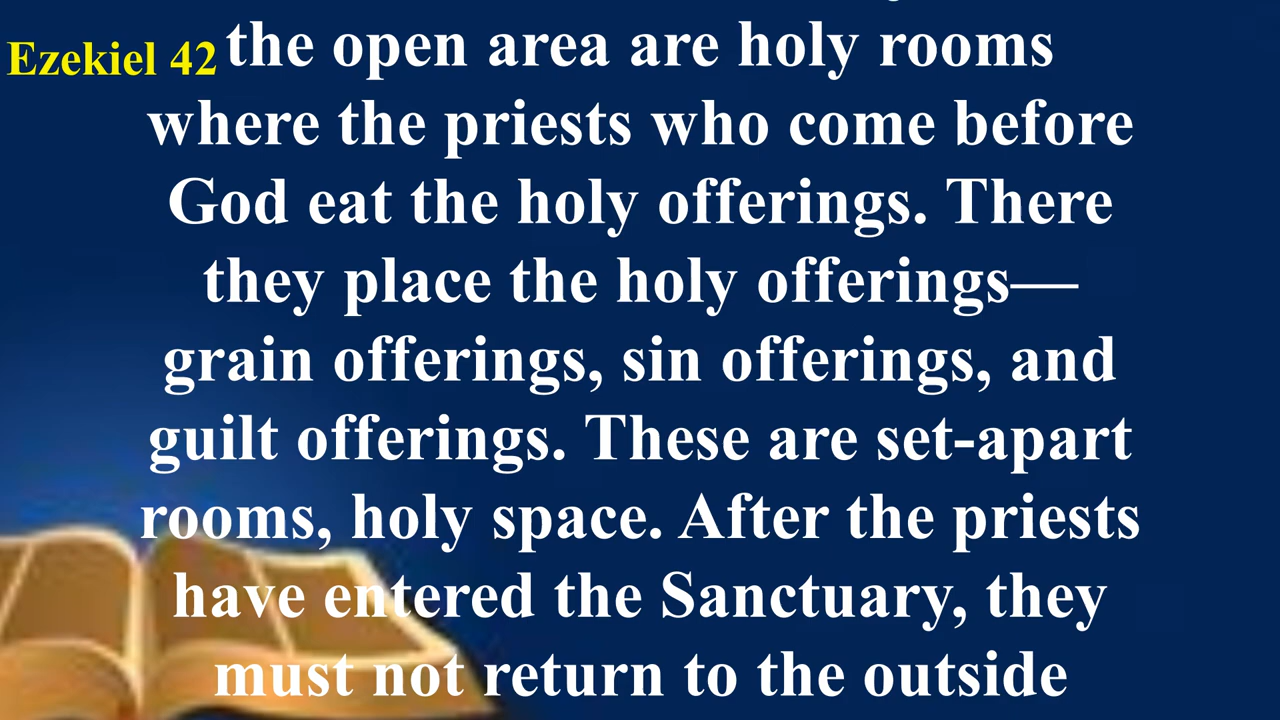 Ezekiel 42
the open area are holy rooms
where the priests who come before
God eat the holy offerings. There
they place the holy offerings—
grain offerings, sin offerings, and
guilt offerings. These are set-apart
rooms, holy space. After the priests
have entered the Sanctuary, they
must not return to the outside